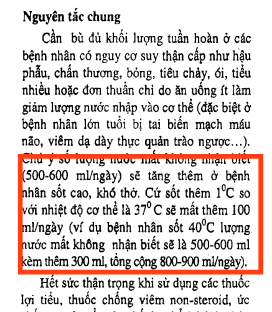 Nguyên tắc chung
Cần bù đủ khối lượng tuần hoàn ở các
bệnh nhân có nguy cơ suy thận cấp như hậu
phẫu, chấn thương, bỏng, tiêu chảy, ói, tiểu
nhiều hoặc đơn thuần chỉ do ăn uống ít làm
giảm lượng nước nhập vào cơ thể (đặc biệt ở
bệnh nhân lớn tuổi bị tai biến mạch máu
não, viêm dạ dày thực quản trào ngược...).
Chú ý số lượng nước mất không nhận biết
(500-600 ml/ngày) sẽ tăng thêm ở bệnh
nhân sốt cao, khó thở. Cứ sốt thêm 1⁰C so
với nhiệt độ cơ thể là 37⁰C sẽ mất thêm 100
ml/ngày (ví dụ bệnh nhân sốt 40⁰C lượng
nước mất không nhận biết sẽ là 500-600 ml
kèm thêm 300 ml, tổng cộng 800-900 ml/ngày).
Hết sức thận trọng khi sử dụng các thuốc
lợi tiểu, thuốc chống viêm non-steroid, ức